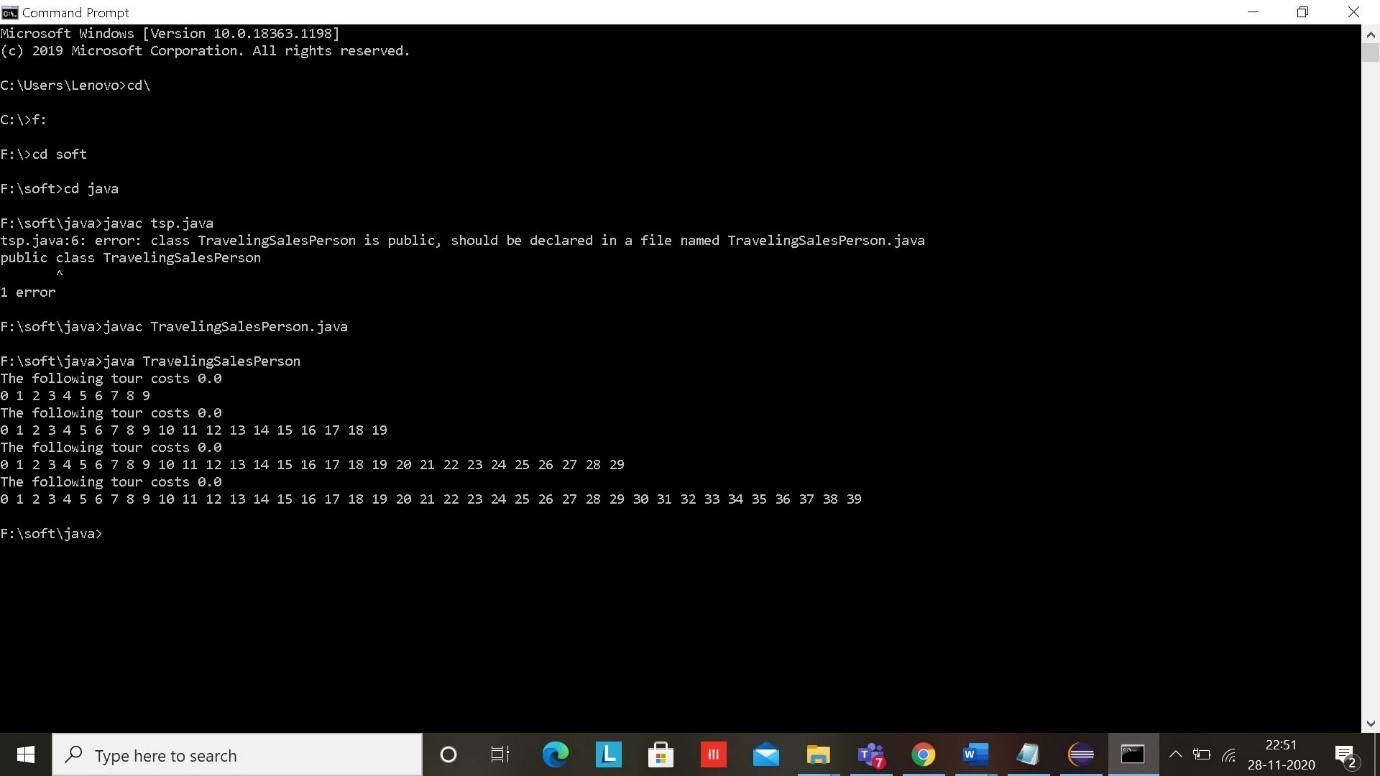 Command Prompt
Microsoft Windows [Version 10.0.18363.1198]
(c) 2019 Microsoft Corporation. All rights reserved.
C:\Users\Lenovo>cd\
C:\>f:
F:\>cd soft
F:\soft>cd java
F:\soft\java>javac tsp.java
tsp.java:6: error: class TravelingSalesPerson is public, should be declared in a file named TravelingSalesPerson.java
public class TravelingSalesPerson
^
1 error
F:\soft\java>javac TravelingSalesPerson.java
F:\soft\java>java TravelingSalesPerson
The following tour costs 0.0
0 1 2 3 4 5 6 7 8 9
The following tour costs 0.0
0 1 2 3 4 5 6 7 8 9 10 11 12 13 14 15 16 17 18 19
The following tour costs 0.0
0 1 2 3 4 5 6 7 8 9 10 11 12 13 14 15 16 17 18 19 20 21 22 23 24 25 26 27 28 29
The following tour costs 0.0
0 1 2 3 4 5 6 7 8 9 10 11 12 13 14 15 16 17 18 19 20 21 22 23 24 25 26 27 28 29 30 31 32 33 34 35 36 37 38 39
F:\soft\java>
Type here to search
L
7
W
22:51
28-11-2020
2